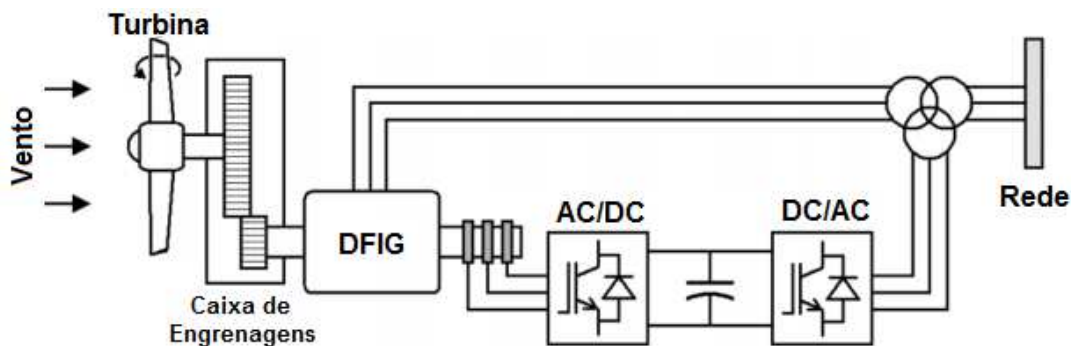 Turbina
Vento
Caixa de
Engrenagens
DFIG
AC/DC
DC/AC
Rede